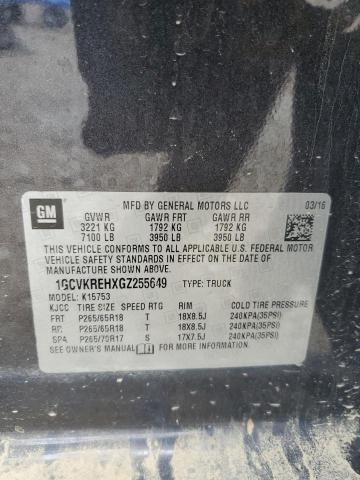 GM
MFD BY GENERAL MOTORS LLC 03/16
GVWR GAWR FRT GAWR RR
3221 KG 1792 KG 1792 KG
7100 LB 3950 LB 3950 LB
THIS VEHICLE CONFORMS TO ALL APPLICABLE U.S. FEDERAL MOTOR
VEHICLE SAFETY STANDARDS IN EFFECT ON THE DATE OF
MANUFACTURE SHOWN ABOVE.
1GCVKREHXGZ255649 TYPE: TRUCK
MODEL: K15753
KJCC TIRE SIZE SPEED RTG RIM COLD TIRE PRESSURE
FRT P265/65R18 T 18X8.5J 240KPA(35PSI)
RR P265/65R18 T 18X8.5J 240KPA(35PSI)
SPA P265/70R17 S 17X7.5J 240KPA(35PSI)
SEE OWNER'S MANUAL FOR ADDITIONAL INFORMATION